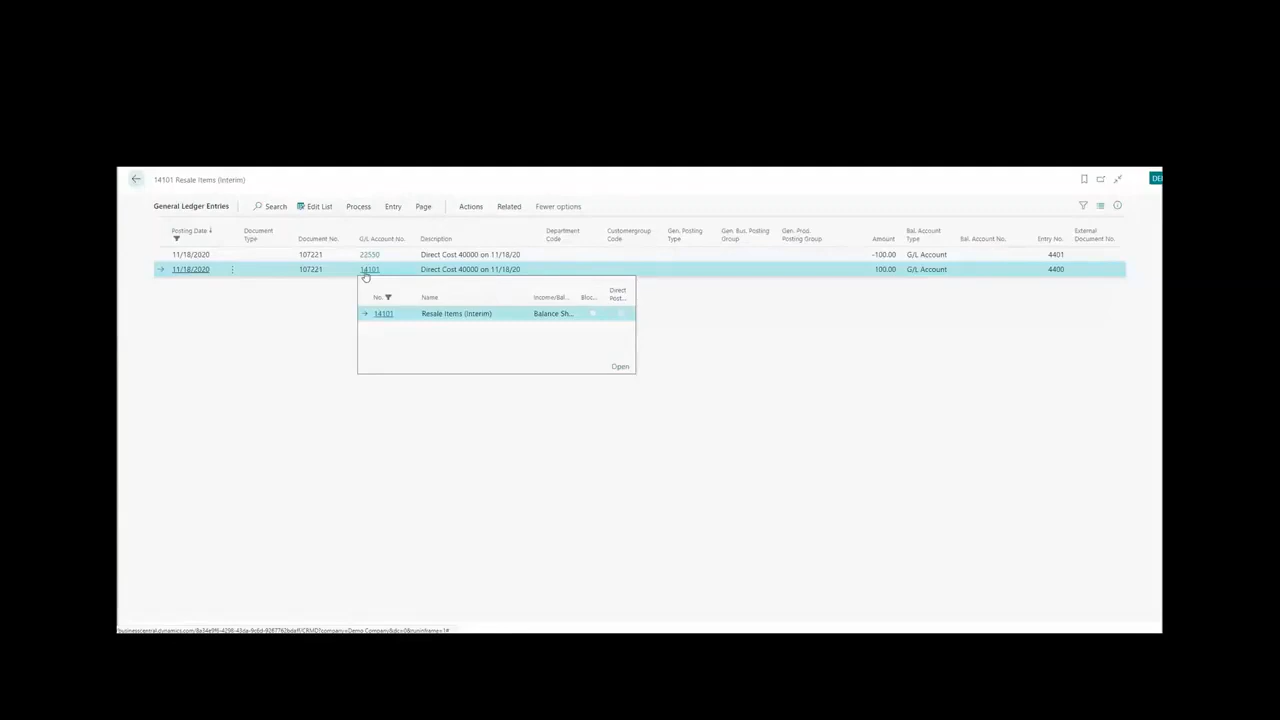 14101 Resale Items (Interim)
DE
General Ledger Entries Search Edit List Process Entry Page Actions Related Fewer options
Posting Date ↓ Document Type Document No. G/L Account No. Description Department Code Customergroup Code Gen. Posting Type Gen. Bus. Posting Group Gen. Prod. Posting Group Amount Bal. Account Type Bal. Account No. Entry No. External Document No.
11/18/2020 107221 22550 Direct Cost 40000 on 11/18/20 -100.00 G/L Account 4401
11/18/2020 107221 14101 Direct Cost 40000 on 11/18/20 100.00 G/L Account 4400
No. Name Income/Bal... Bloc... Direct Post...
14101 Resale Items (Interim) Balance Sh...
Open